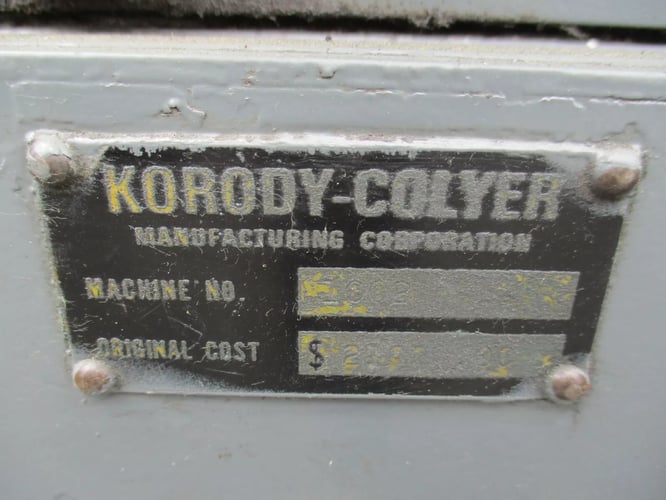 KORODY-COLYER
MANUFACTURING CORPORATION
MACHINE NO.
ORIGINAL COST $